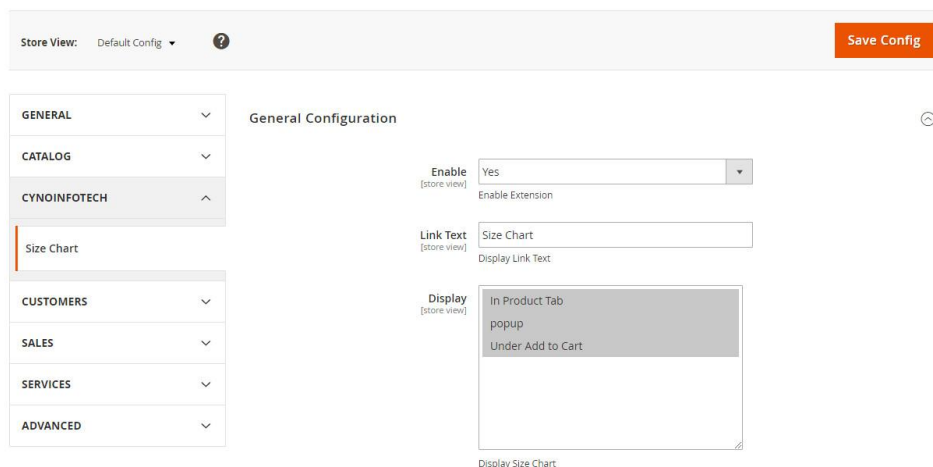 Store View: Default Config
Save Config
GENERAL
CATALOG
CYNOINFOTECH
Size Chart
CUSTOMERS
SALES
SERVICES
ADVANCED
General Configuration
Enable Yes
[store view]
Enable Extension
Link Text Size Chart
[store view]
Display Link Text
Display In Product Tab
[store view]
popup
Under Add to Cart
Display Size Chart